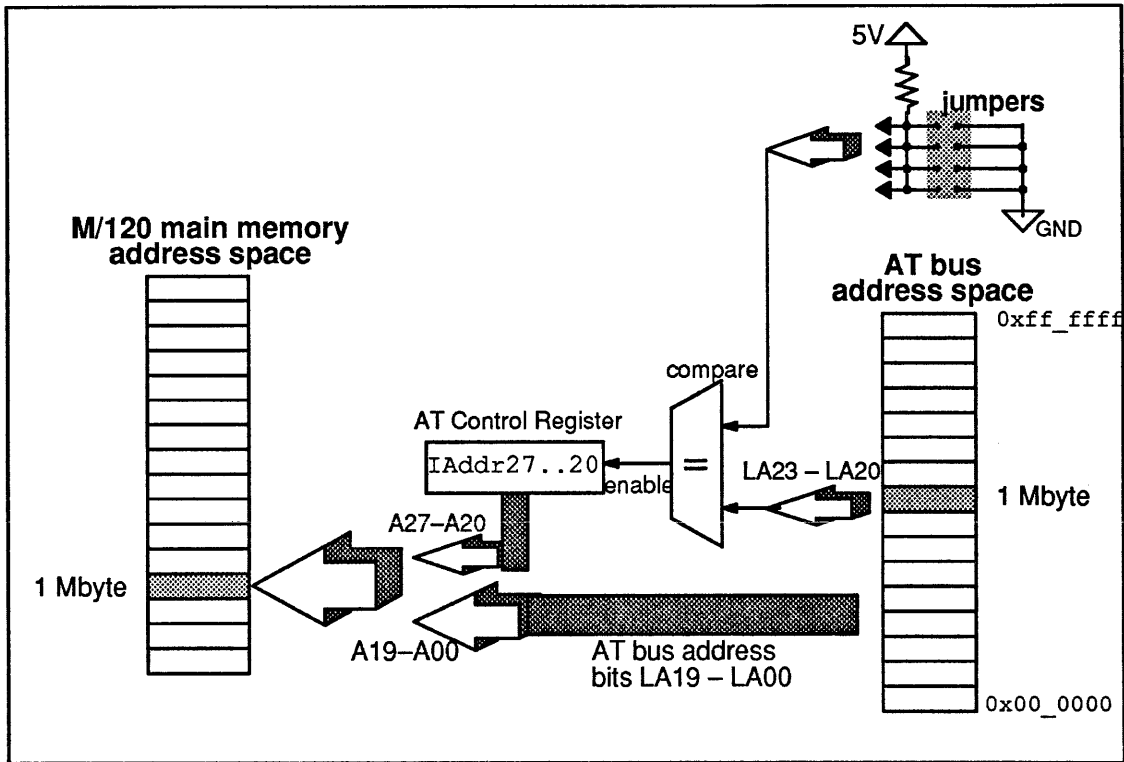 5V
jumpers
GND
M/120 main memory
address space
AT bus
address space
0xff_ffff
compare
AT Control Register
IAddr27..20
enable
=
LA23 – LA20
1 Mbyte
A27–A20
1 Mbyte
A19–A00
AT bus address
bits LA19 – LA00
0x00_0000